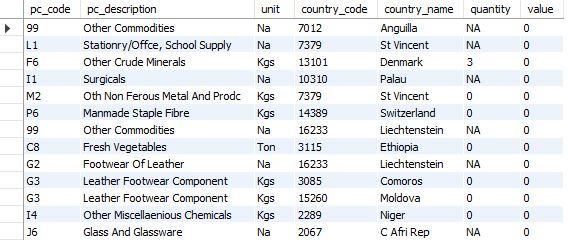 pc_code pc_description unit country_code country_name quantity value
99 Other Commodities Na 7012 Anguilla NA 0
L1 Stationry/Offce, School Supply Na 7379 St Vincent NA 0
F6 Other Crude Minerals Kgs 13101 Denmark 3 0
I1 Surgicals Na 10310 Palau NA 0
M2 Oth Non Ferous Metal And Prodc Kgs 7379 St Vincent 0 0
P6 Manmade Staple Fibre Kgs 14389 Switzerland 0 0
99 Other Commodities Na 16233 Liechtenstein NA 0
C8 Fresh Vegetables Ton 3115 Ethiopia 0 0
G2 Footwear Of Leather Na 16233 Liechtenstein NA 0
G3 Leather Footwear Component Kgs 3085 Comoros 0 0
G3 Leather Footwear Component Kgs 15260 Moldova 0 0
I4 Other Miscellaenious Chemicals Kgs 2289 Niger 0 0
J6 Glass And Glassware Na 2067 C Afri Rep NA 0